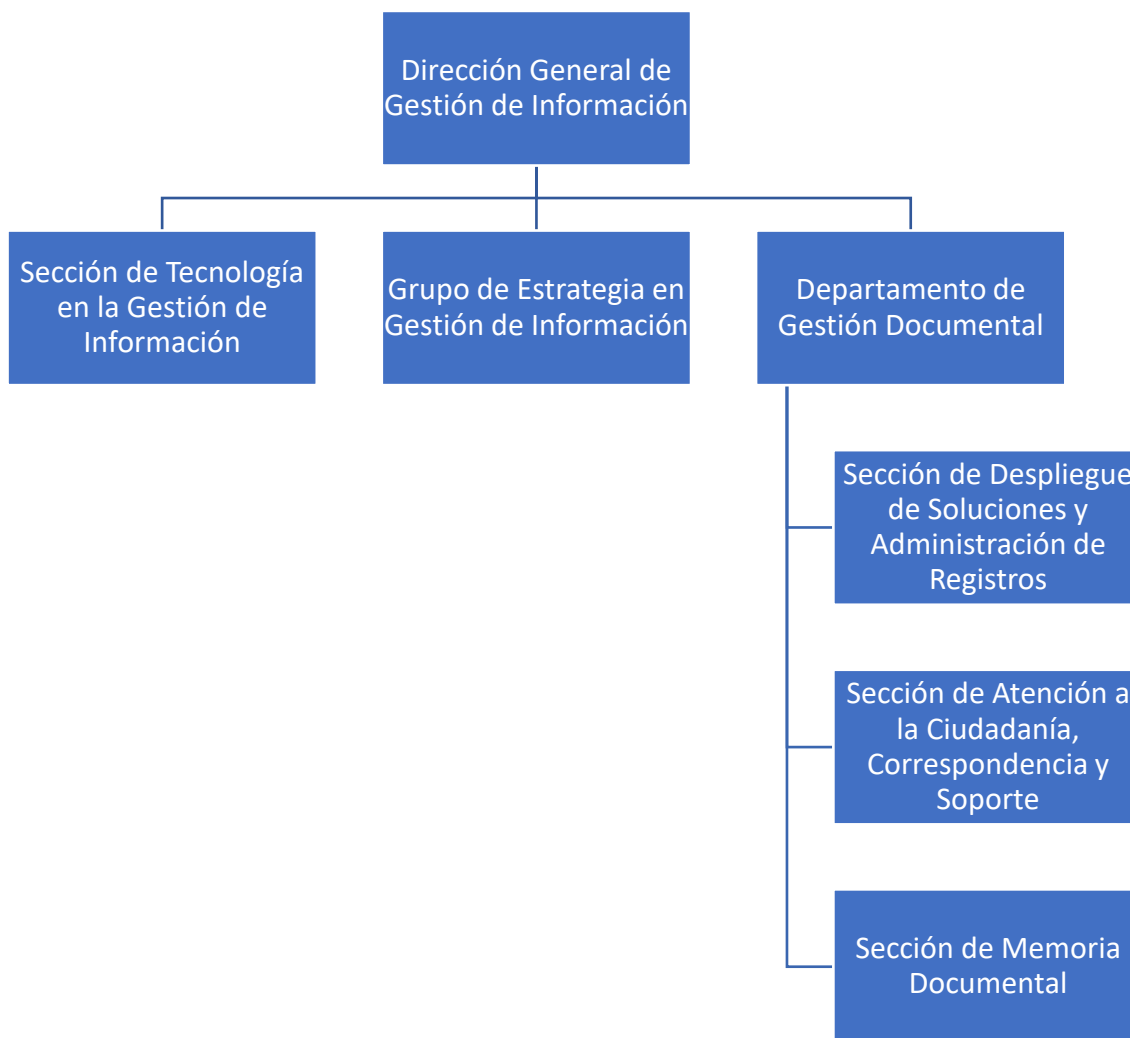 Dirección General de
Gestión de Información
Sección de Tecnología
en la Gestión de
Información
Grupo de Estrategia en
Gestión de Información
Departamento de
Gestión Documental
Sección de Despliegue
de Soluciones y
Administración de
Registros
Sección de Atención a
la Ciudadanía,
Correspondencia y
Soporte
Sección de Memoria
Documental